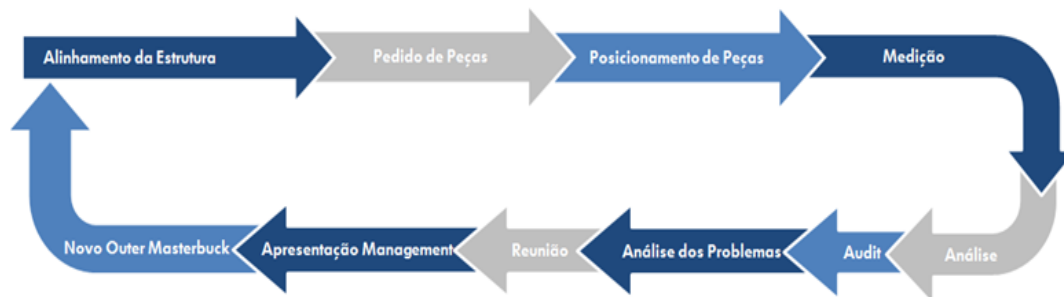 Alinhamento da Estrutura
Pedido de Peças
Posicionamento de Peças
Medição
Análise
Audit
Análise dos Problemas
Reunião
Apresentação Management
Novo Outer Masterbuck